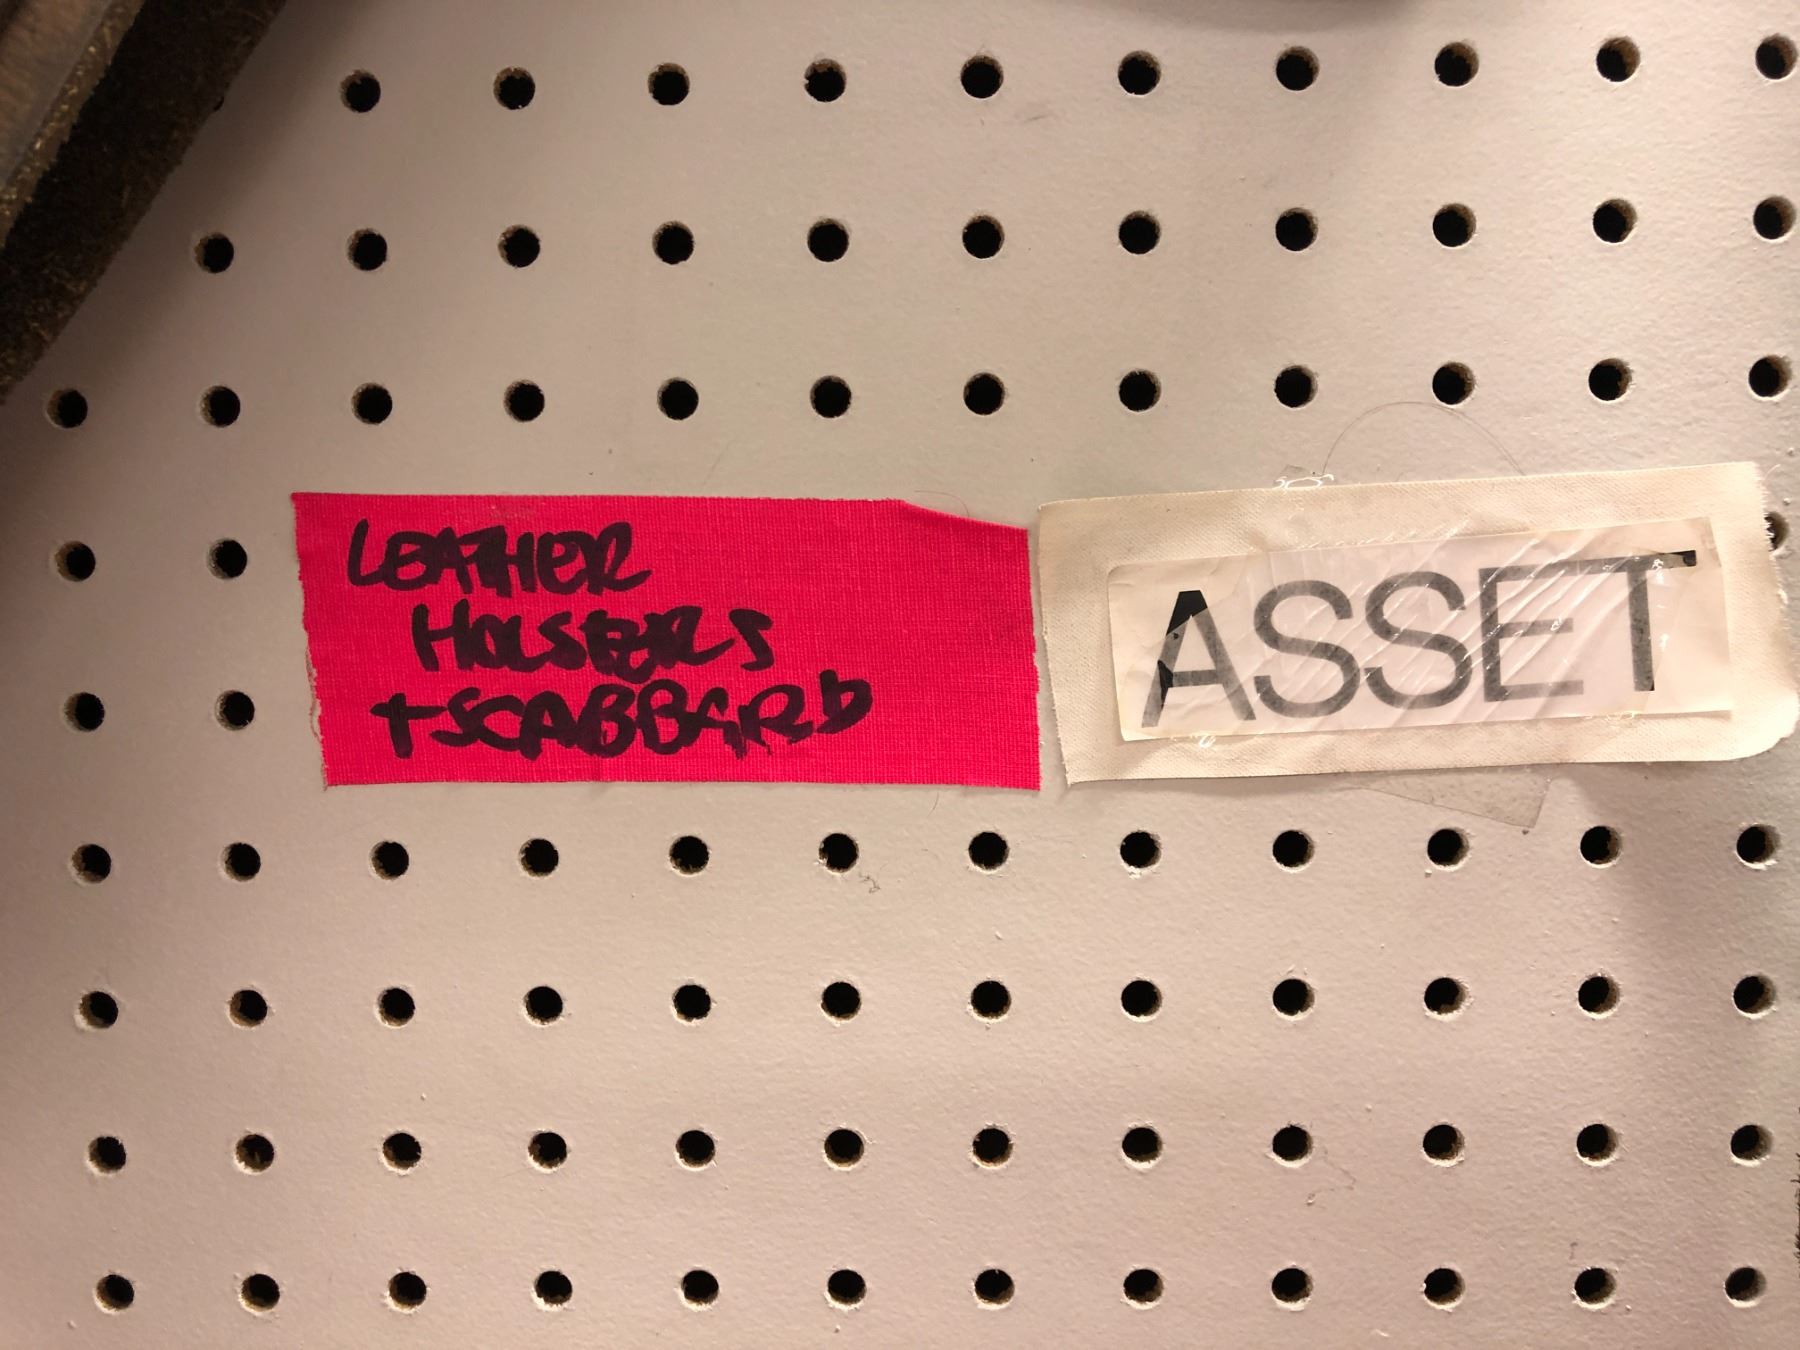 LEATHER
HOLSTERS
+ SCABBARD
ASSET